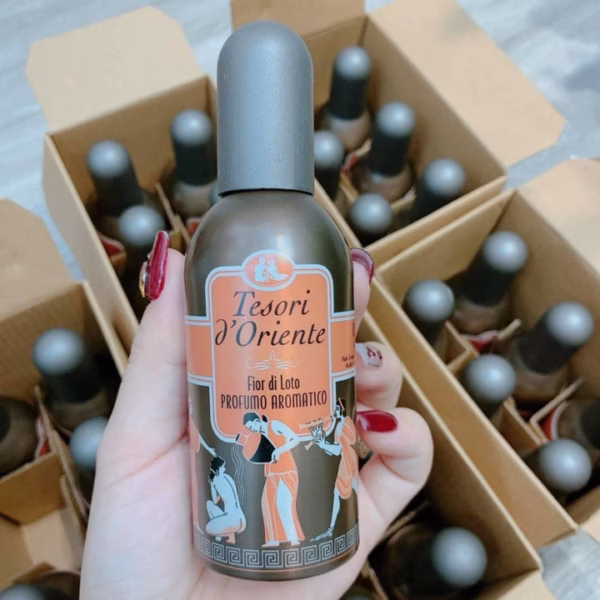 Tesori
d'Oriente
Fior di Loto
PROFUMO AROMATICO